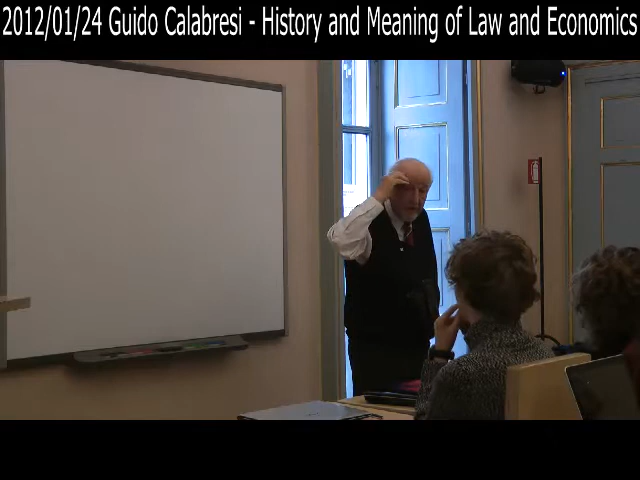 2012/01/24 Guido Calabresi - History and Meaning of Law and Economics